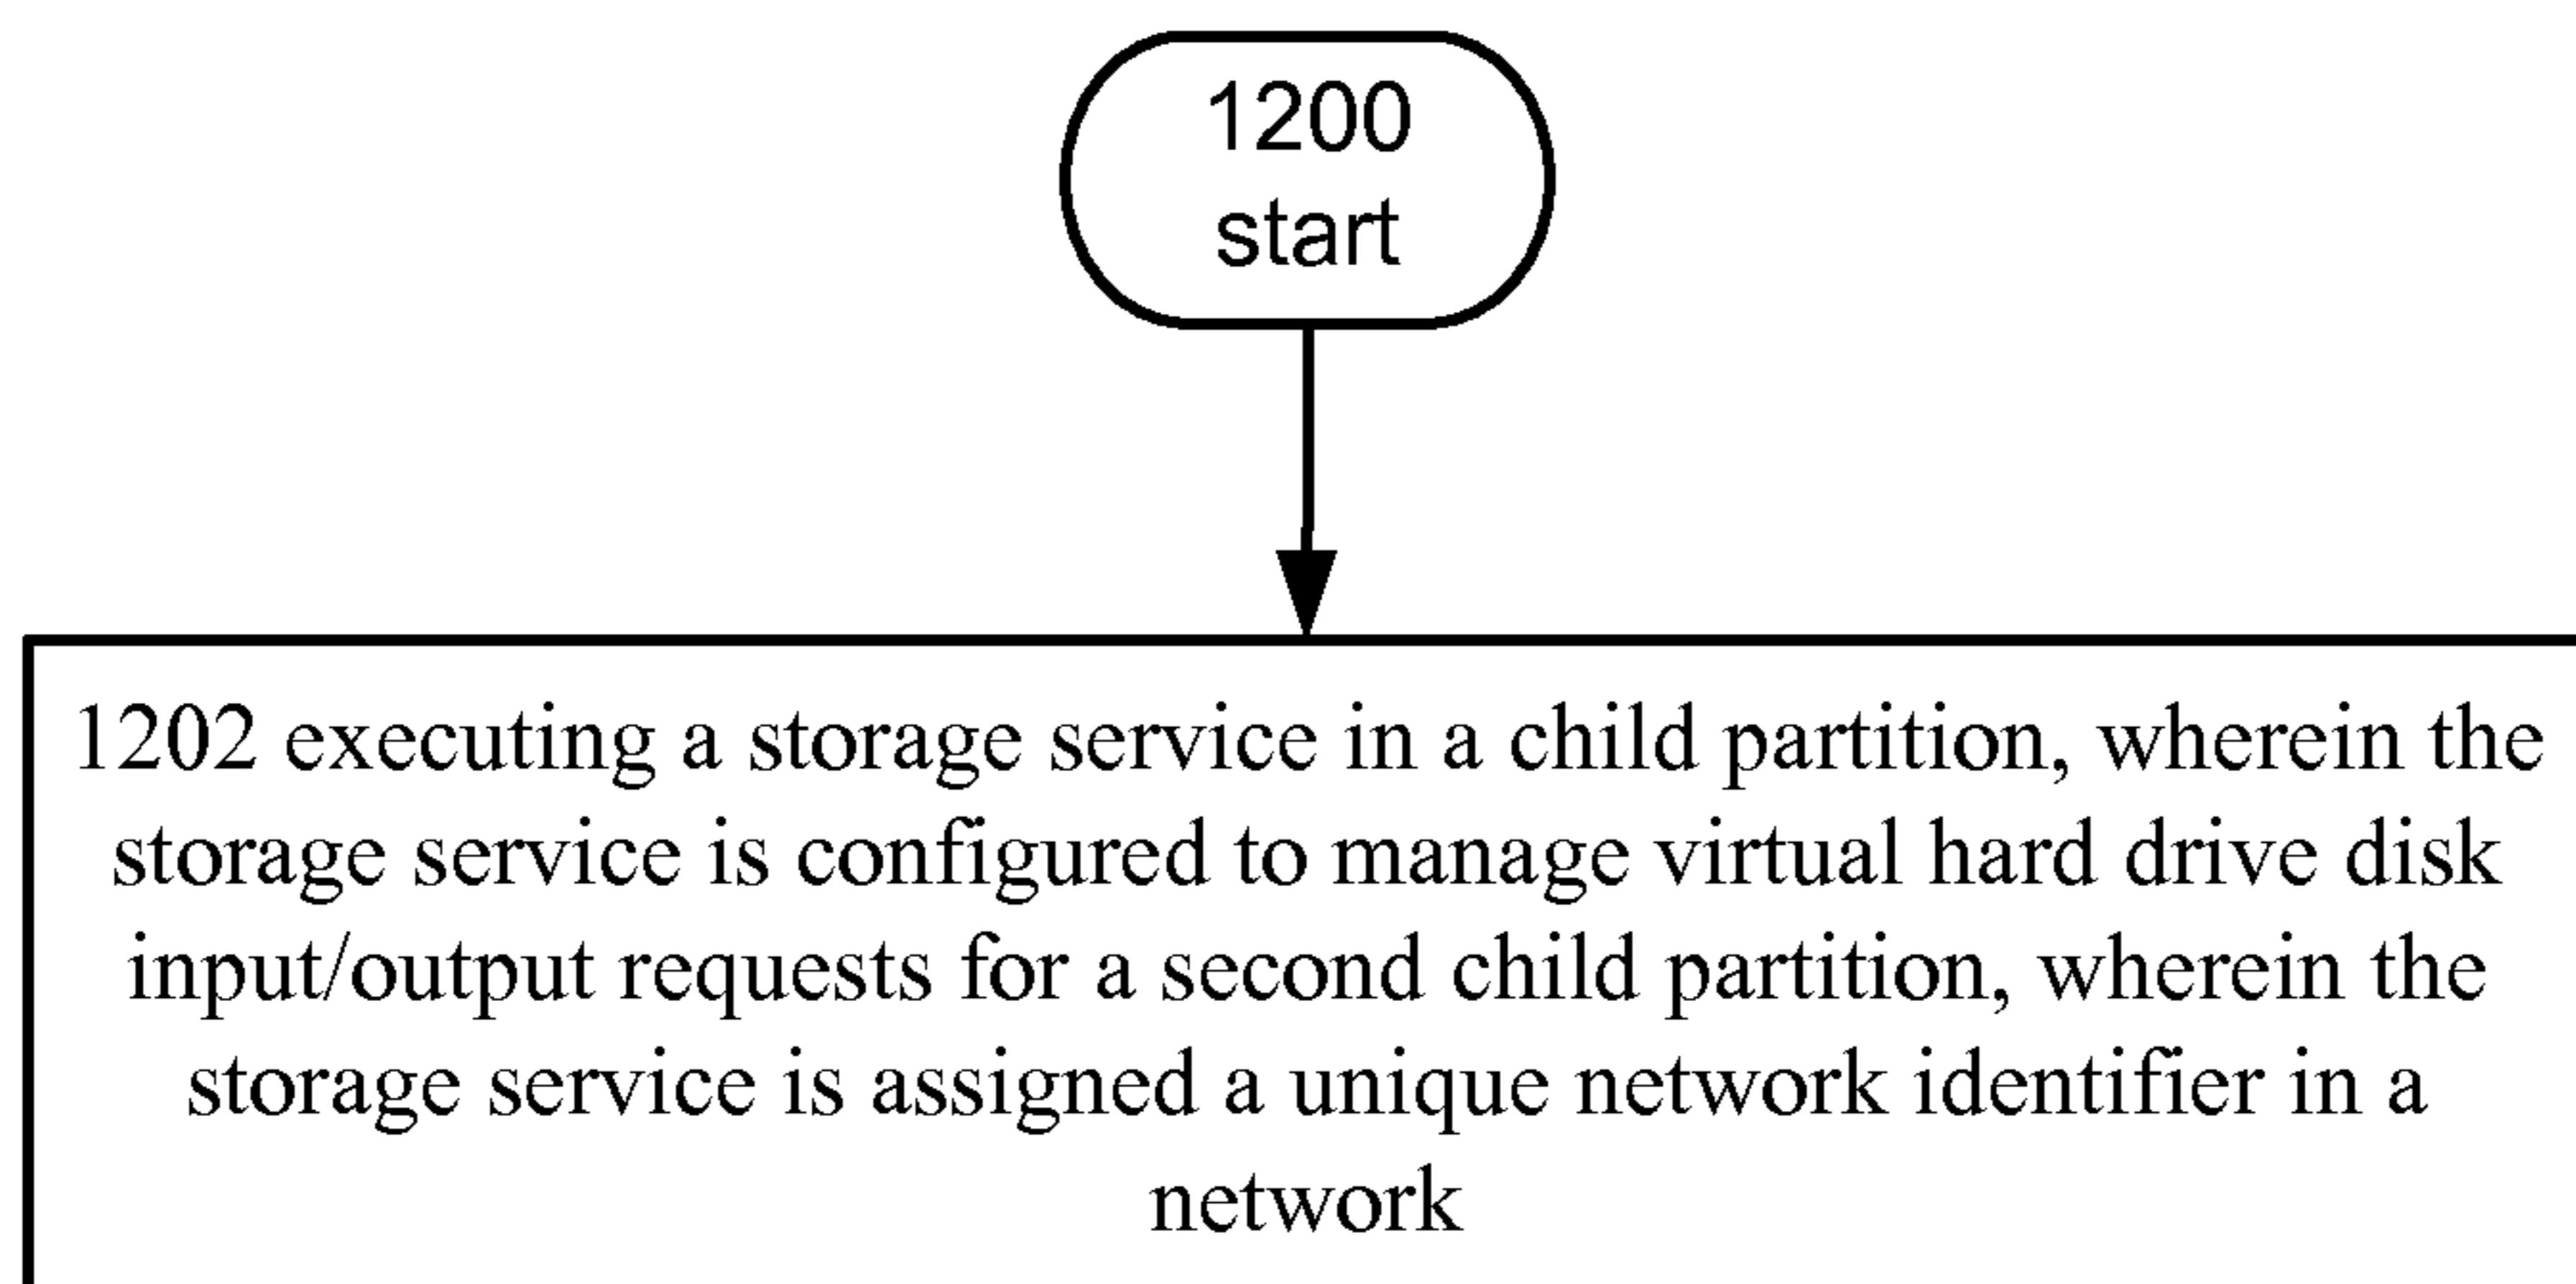 1200
start
1202 executing a storage service in a child partition, wherein the
storage service is configured to manage virtual hard drive disk
input/output requests for a second child partition, wherein the
storage service is assigned a unique network identifier in a
network